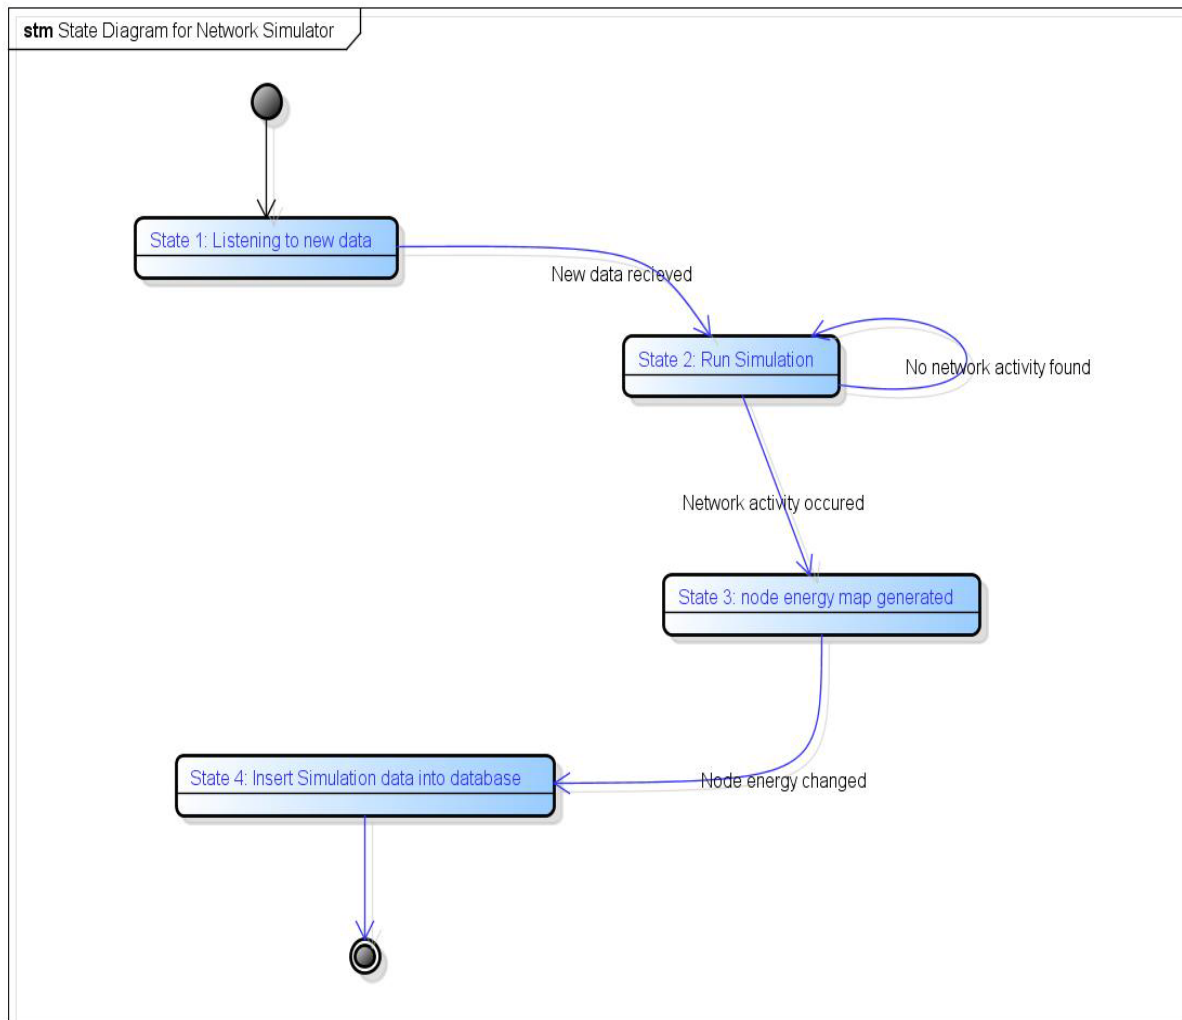 stm State Diagram for Network Simulator
State 1: Listening to new data
New data recieved
State 2: Run Simulation
No network activity found
Network activity occured
State 3: node energy map generated
State 4: Insert Simulation data into database
Node energy changed